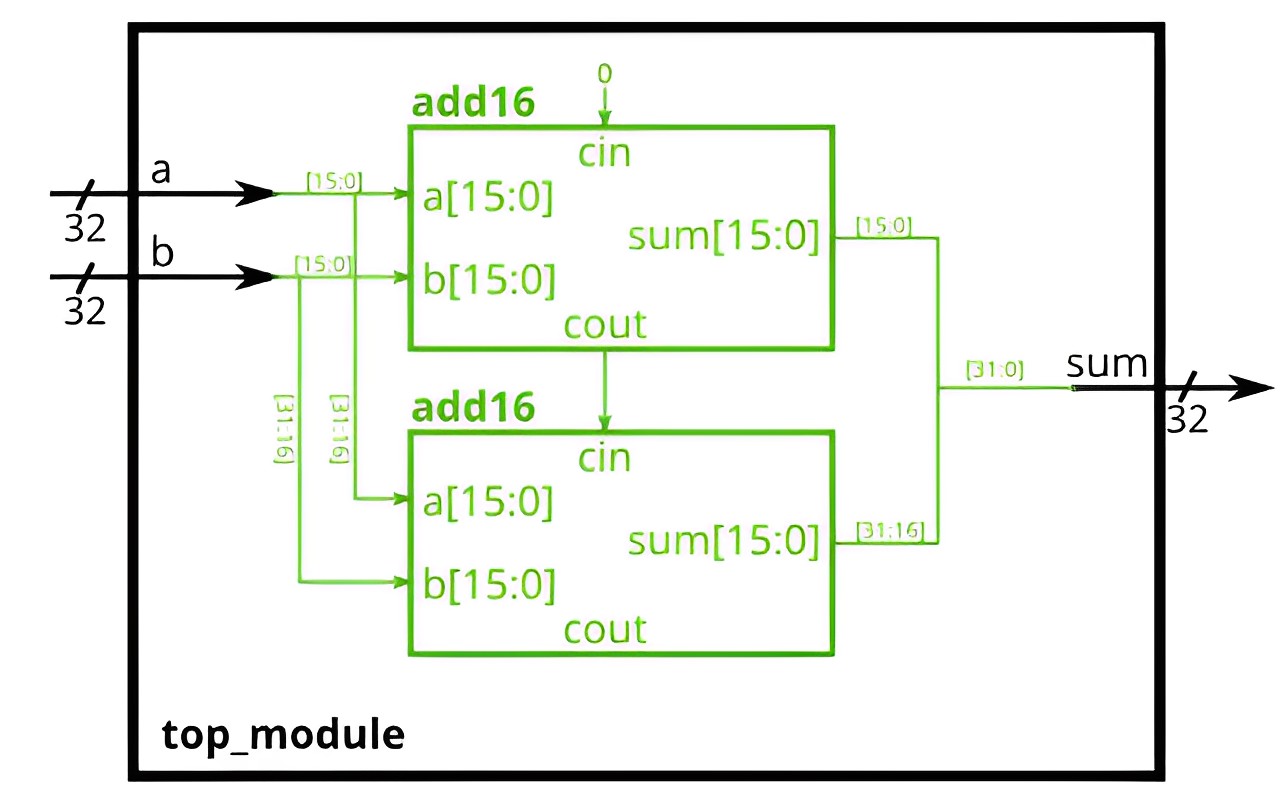 0
add16
cin
a
[15:0]
a[15:0]
32
sum[15:0]
[15:0]
b
[15:0]
b[15:0]
32
cout
sum
[31:0]
32
add16
[31:16]
[31:16]
cin
a[15:0]
sum[15:0]
[31:16]
b[15:0]
cout
top_module